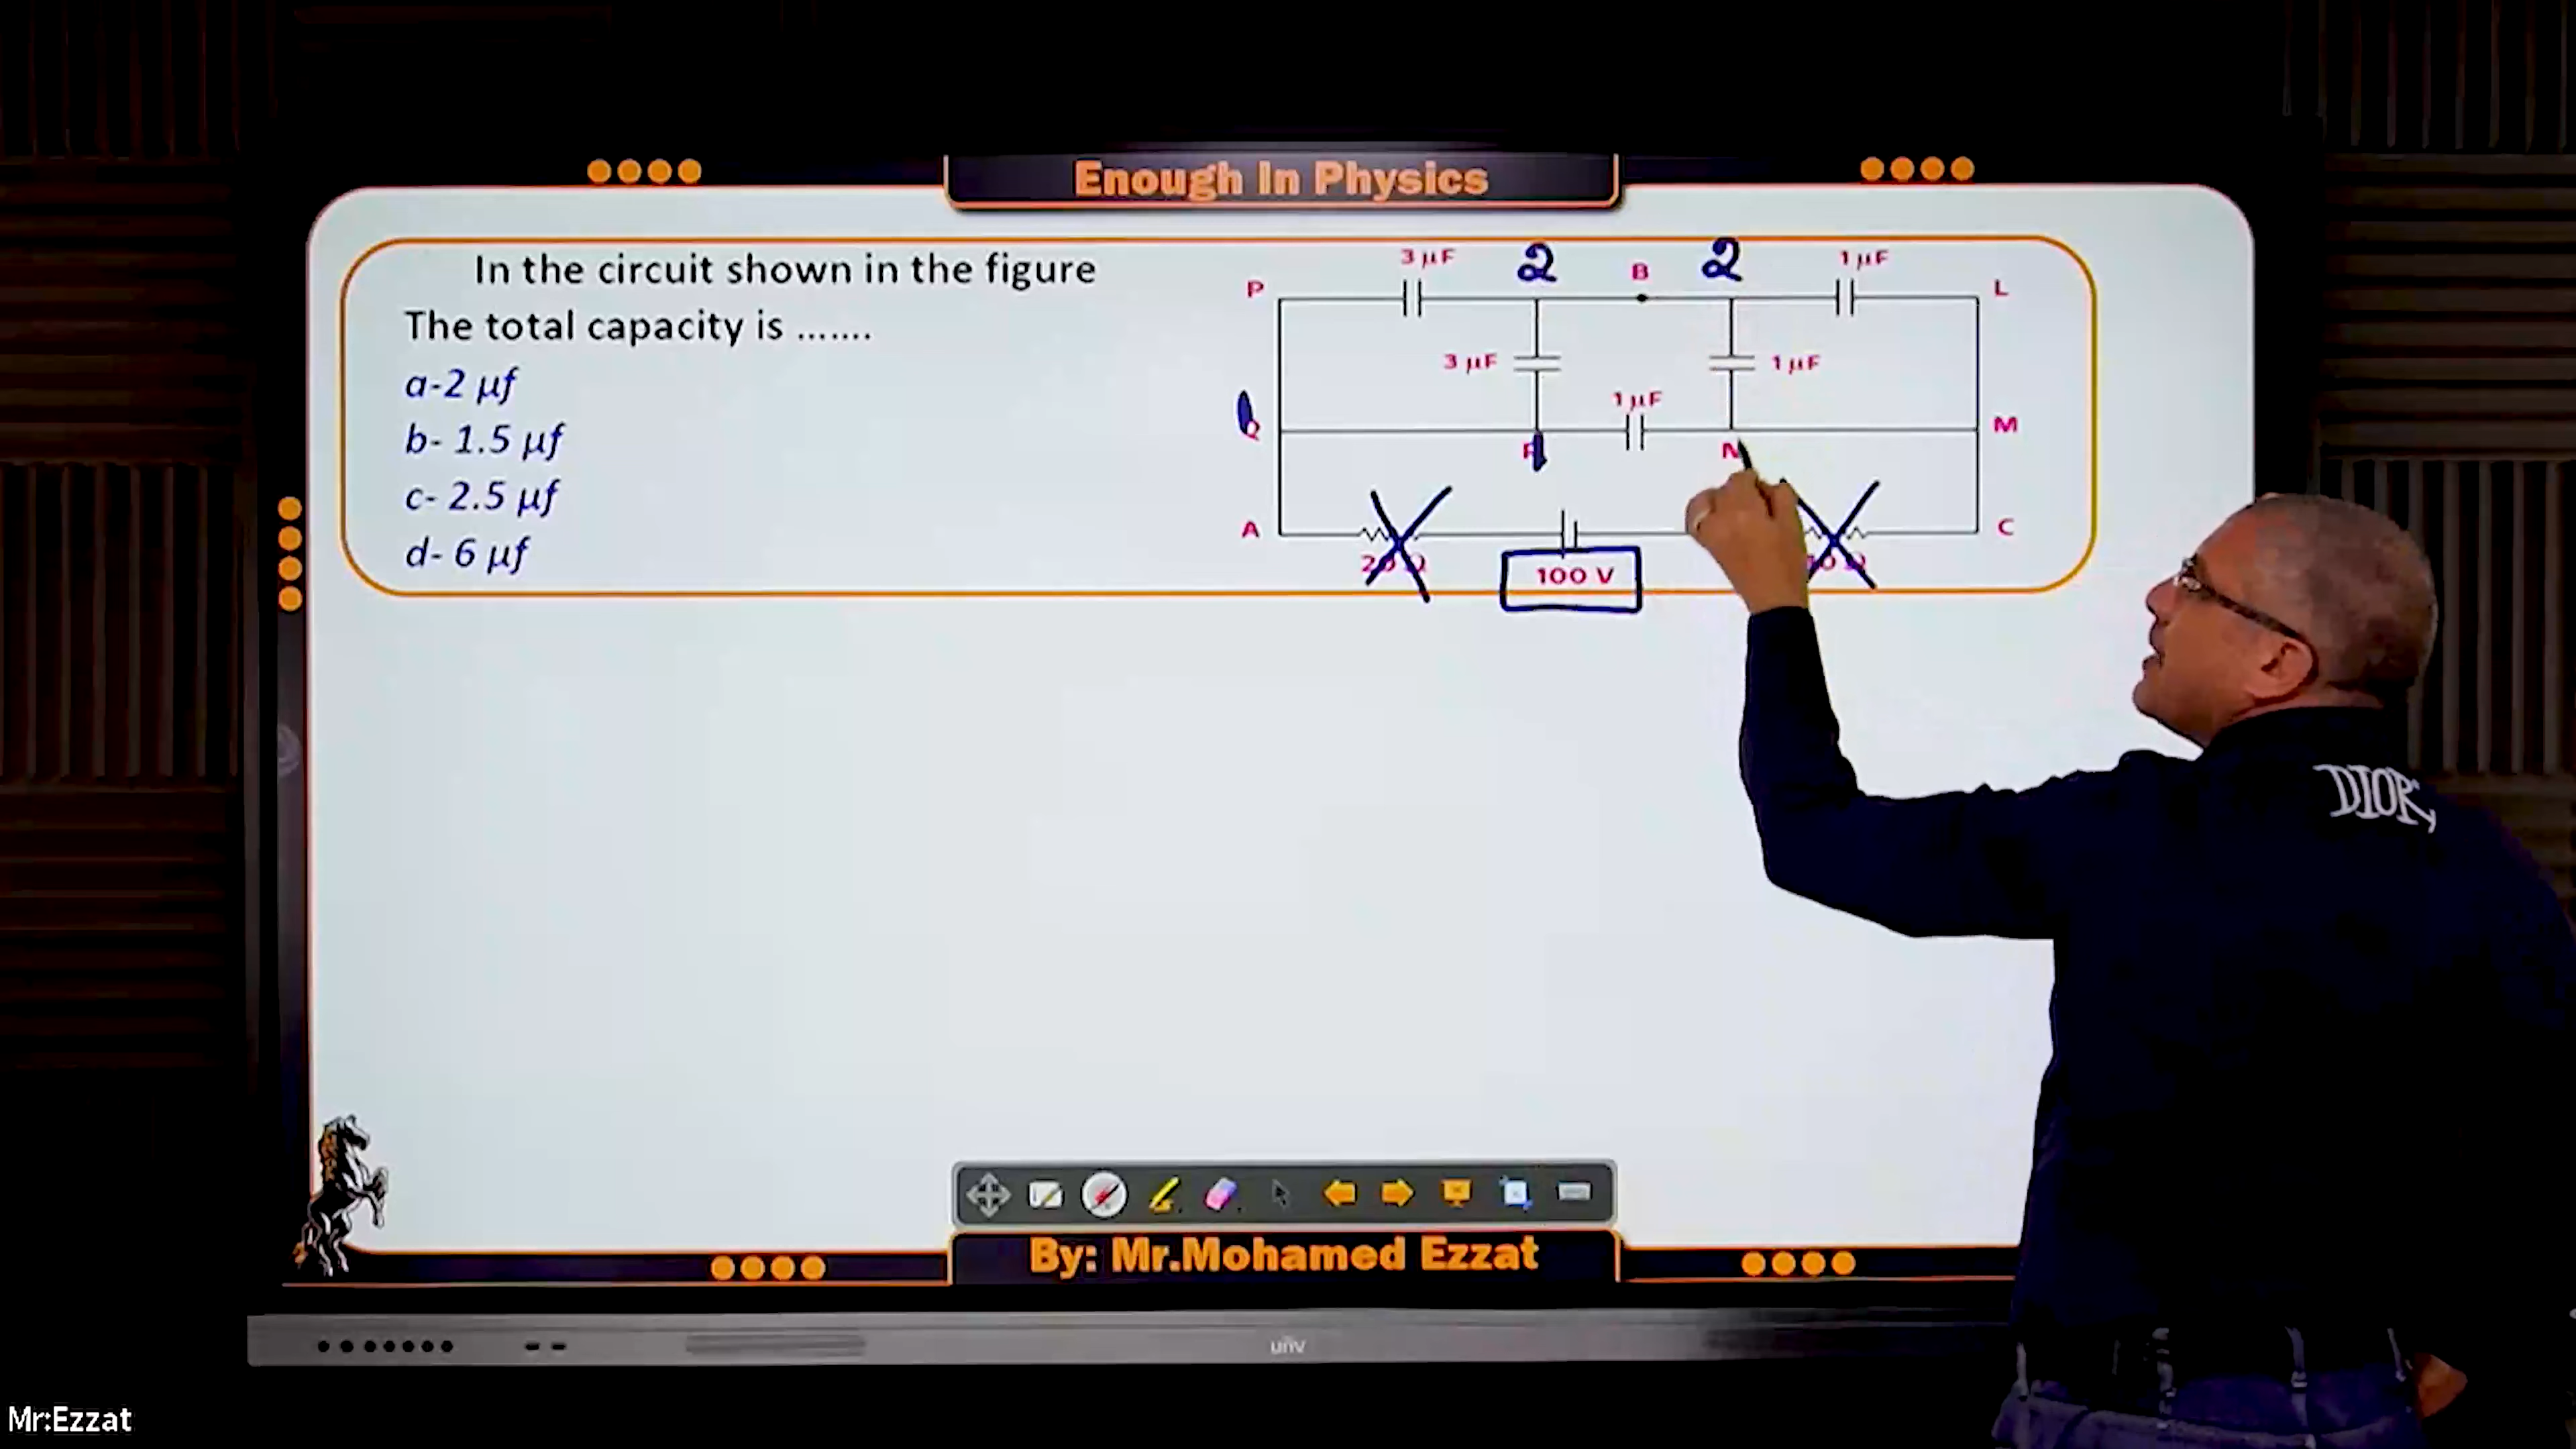 Enough In Physics
In the circuit shown in the figure
The total capacity is .......
a-2 μf
b- 1.5 μf
c- 2.5 μf
d- 6 μf
3 μF
2
B
2
1 μF
P
L
3 μF
1 μF
1 μF
Q
M
N
A
C
100 V
DIOR
By: Mr.Mohamed Ezzat
unv
Mr:Ezzat